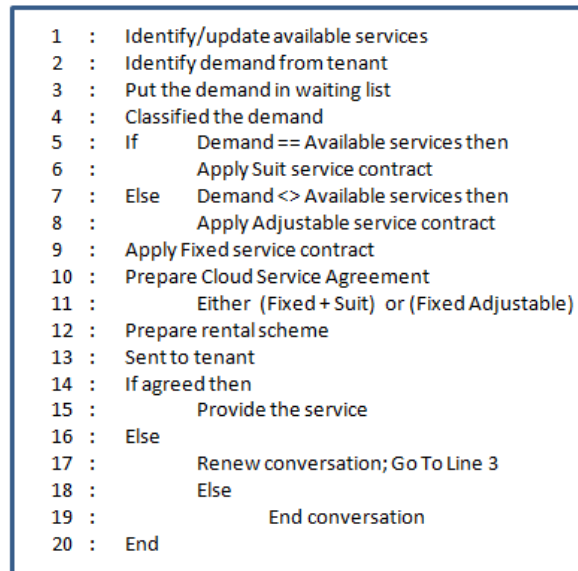 1 : Identify/update available services
2 : Identify demand from tenant
3 : Put the demand in waiting list
4 : Classified the demand
5 : If Demand == Available services then
6 : Apply Suit service contract
7 : Else Demand <> Available services then
8 : Apply Adjustable service contract
9 : Apply Fixed service contract
10 : Prepare Cloud Service Agreement
11 : Either (Fixed + Suit) or (Fixed Adjustable)
12 : Prepare rental scheme
13 : Sent to tenant
14 : If agreed then
15 : Provide the service
16 : Else
17 : Renew conversation; Go To Line 3
18 : Else
19 : End conversation
20 : End